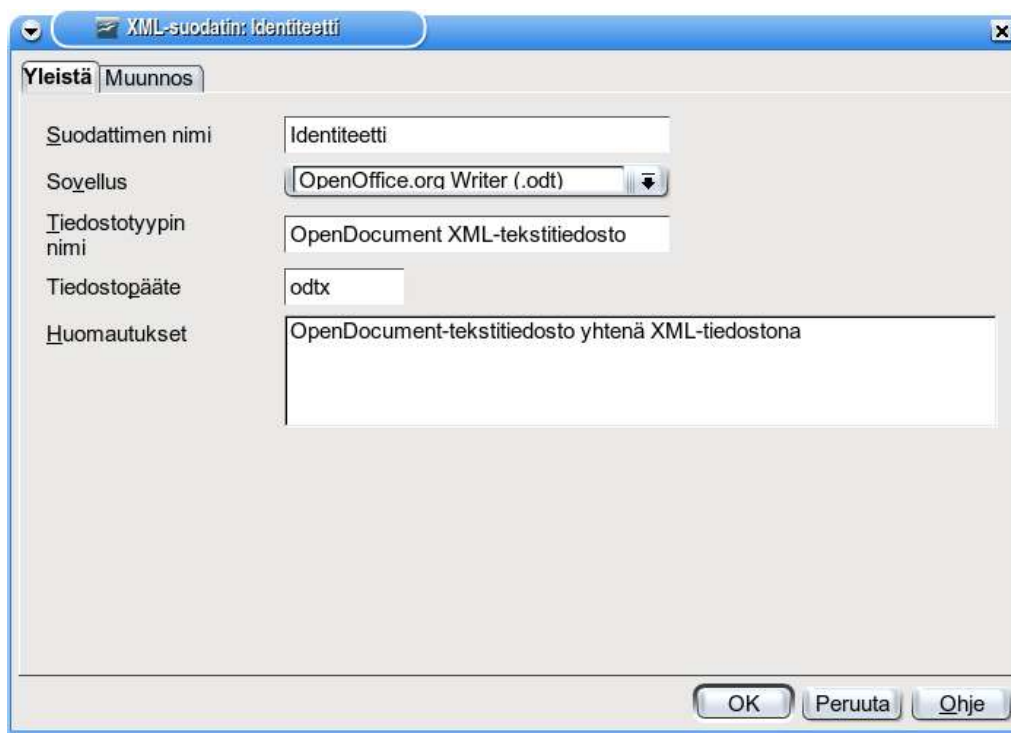 XML-suodatin: Identiteetti
Yleistä Muunnos
Suodattimen nimi Identiteetti
Sovellus OpenOffice.org Writer (.odt)
Tiedostotyypin
nimi OpenDocument XML-tekstitiedosto
Tiedostopääte odtx
Huomautukset OpenDocument-tekstitiedosto yhtenä XML-tiedostona
OK Peruuta Ohje